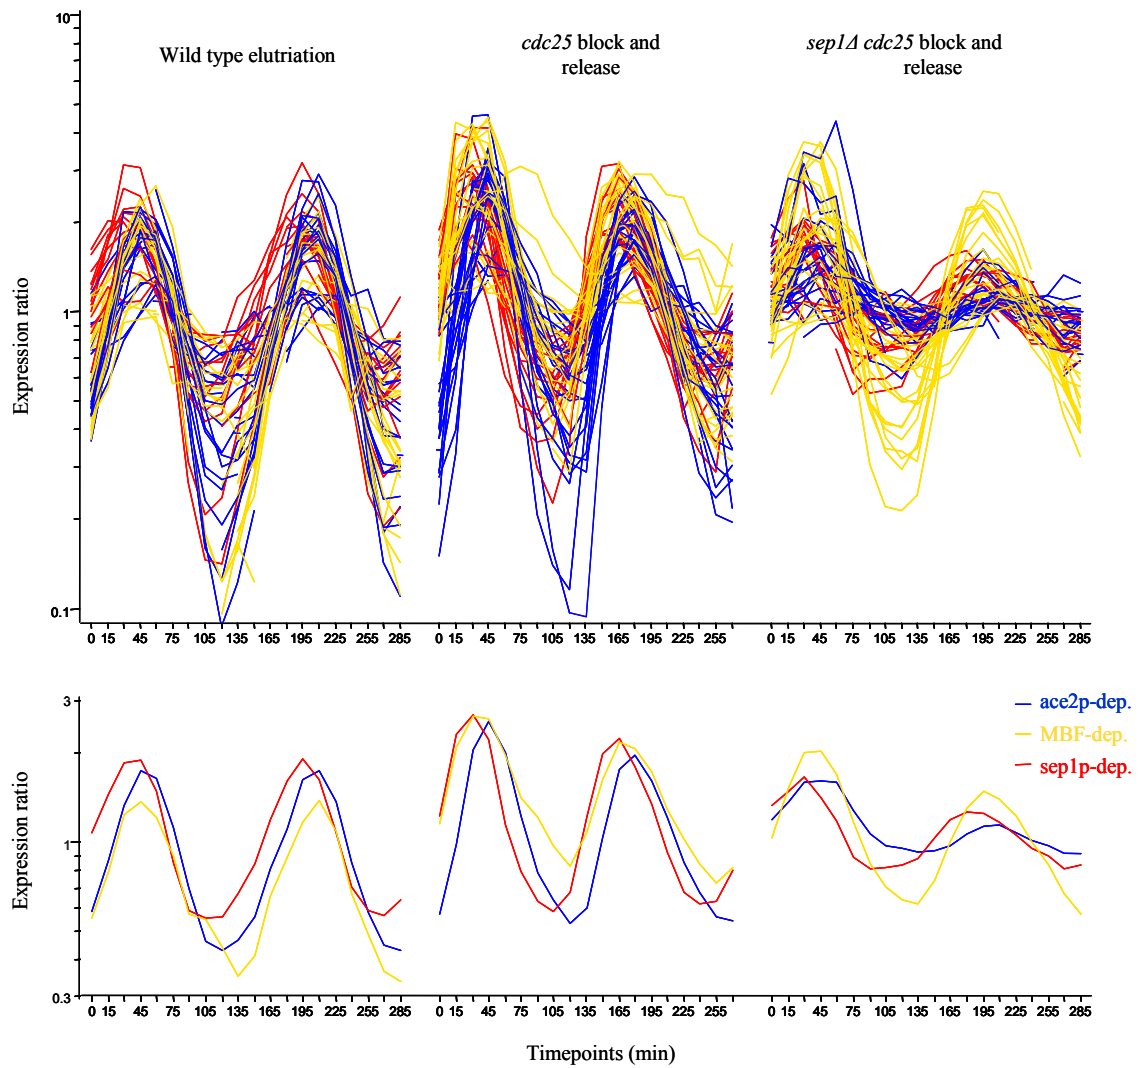 Wild type elutriation
cdc25 block and
release
sep1Δ cdc25 block and
release
Expression ratio
10
1
0.1
0 15 45 75 105 135 165 195 225 255 285
0 15 45 75 105 135 165 195 225 255
0 15 45 75 105 135 165 195 225 255 285
Expression ratio
3
1
0.3
ace2p-dep.
MBF-dep.
sep1p-dep.
0 15 45 75 105 135 165 195 225 255 285
0 15 45 75 105 135 165 195 225 255
0 15 45 75 105 135 165 195 225 255 285
Timepoints (min)